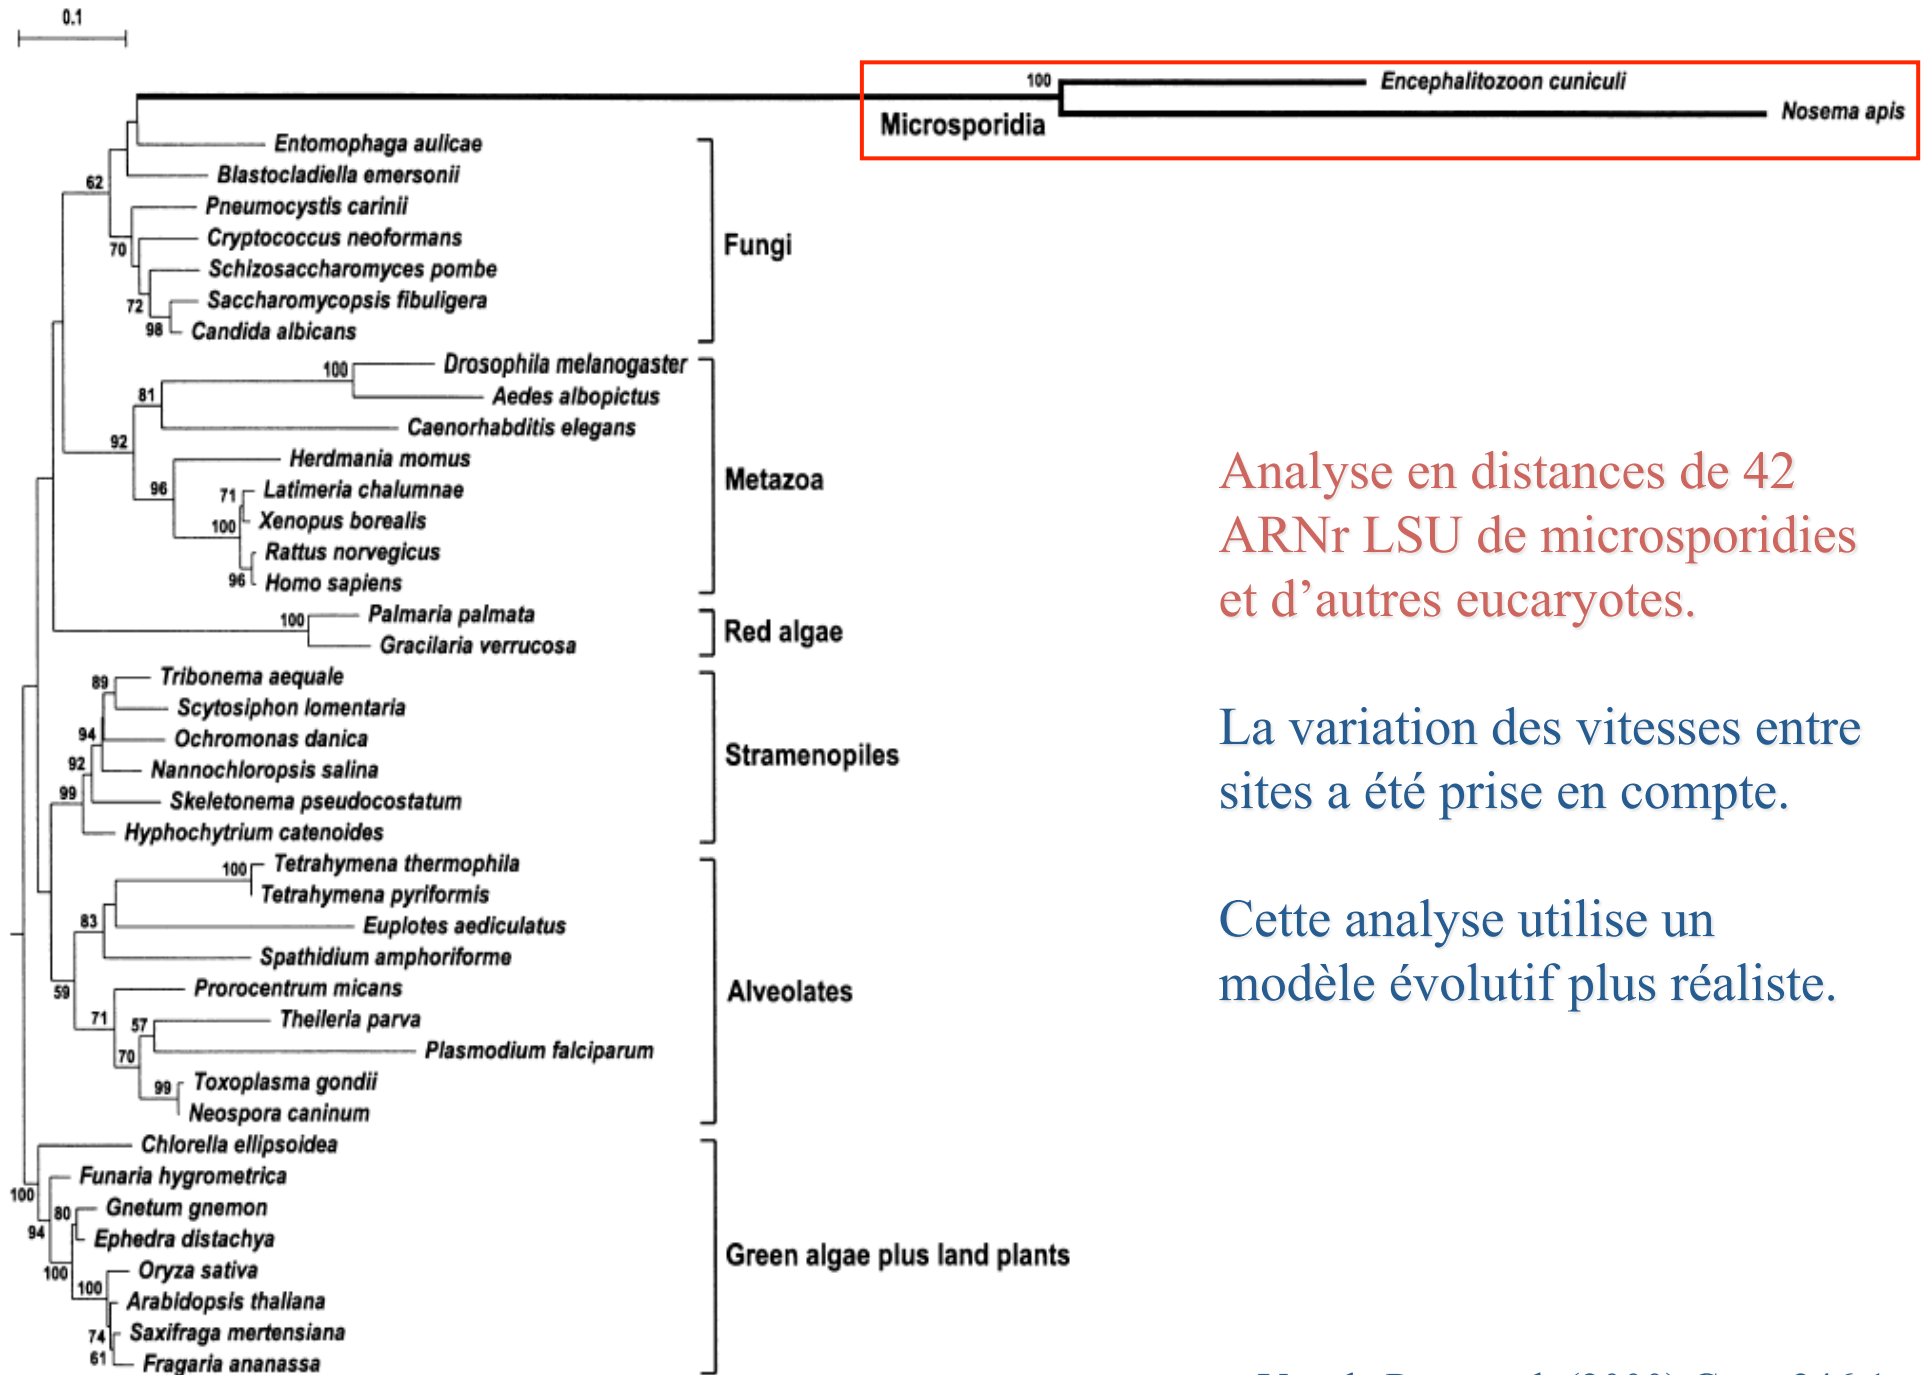 0.1
100
Encephalitozoon cuniculi
Nosema apis
Microsporidia
Entomophaga aulicae
Blastocladiella emersonii
62
Pneumocystis carinii
Cryptococcus neoformans
70
Fungi
Schizosaccharomyces pombe
Saccharomycopsis fibuligera
72
98
Candida albicans
100
Drosophila melanogaster
81
Aedes albopictus
Caenorhabditis elegans
92
Herdmania momus
Metazoa
96
71
Latimeria chalumnae
100
Xenopus borealis
Rattus norvegicus
96
Homo sapiens
100
Palmaria palmata
Red algae
Gracilaria verrucosa
89
Tribonema aequale
Scytosiphon lomentaria
94
Ochromonas danica
Stramenopiles
92
Nannochloropsis salina
99
Skeletonema pseudocostatum
Hyphochytrium catenoides
100
Tetrahymena thermophila
Tetrahymena pyriformis
83
Euplotes aediculatus
Spathidium amphoriforme
59
Prorocentrum micans
Alveolates
71
57
Theileria parva
70
Plasmodium falciparum
99
Toxoplasma gondii
Neospora caninum
Chlorella ellipsoidea
Funaria hygrometrica
100
80
Gnetum gnemon
94
Ephedra distachya
Green algae plus land plants
100
Oryza sativa
100
Arabidopsis thaliana
74
Saxifraga mertensiana
61
Fragaria ananassa
Analyse en distances de 42
ARNr LSU de microsporidies
et d’autres eucaryotes.
La variation des vitesses entre
sites a été prise en compte.
Cette analyse utilise un
modèle évolutif plus réaliste.